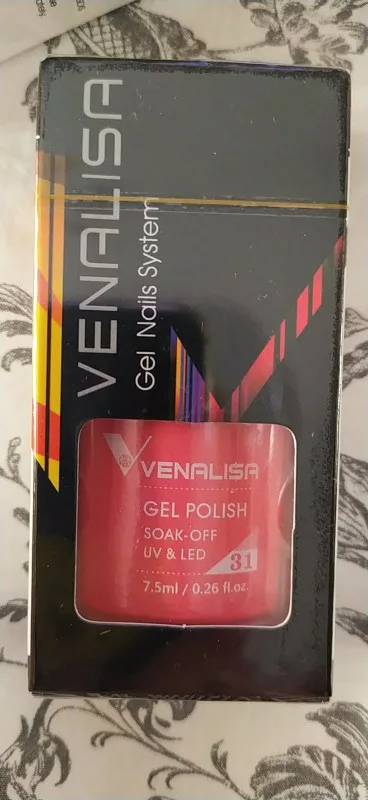 VENALISA
Gel Nails System
VENALISA
GEL POLISH
SOAK-OFF
UV & LED
31
7.5ml / 0.26 fl.oz.